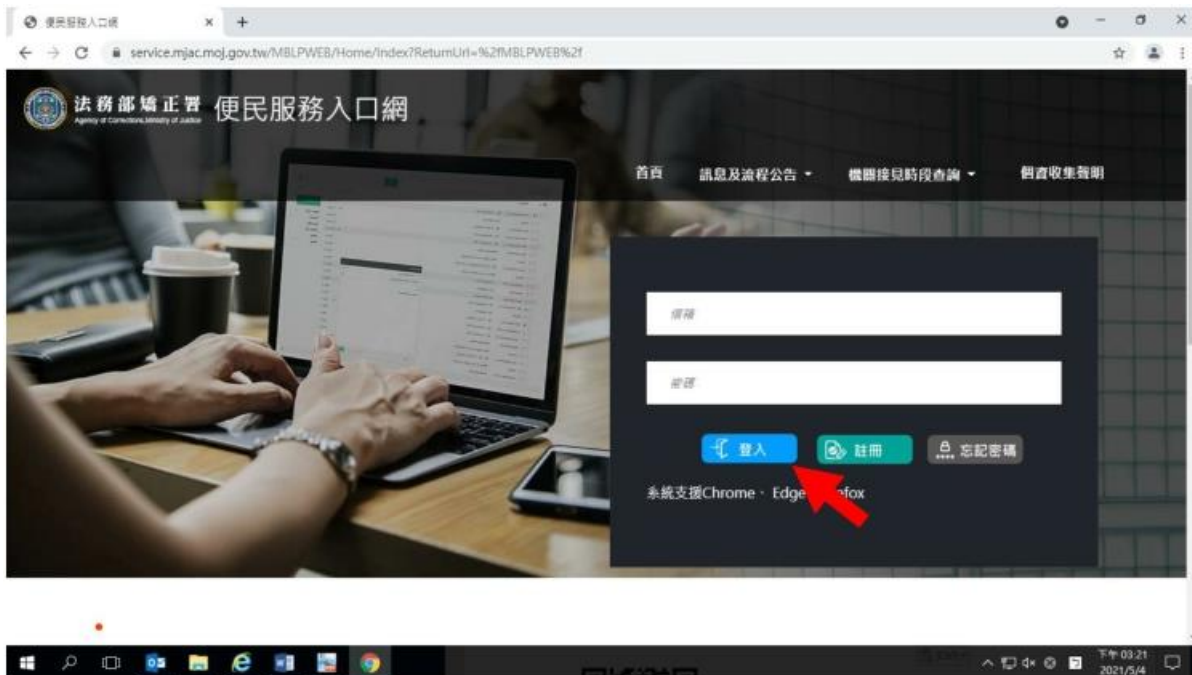 便民服務入口網
service.mjac.moj.gov.tw/MBLPWEB/Home/Index?ReturnUrl=%2fMBLPWEB%2f
法務部矯正署 便民服務入口網
Agency of Corrections,Ministry of Justice
首頁 訊息及流程公告 機關接見時段查詢 個資收集聲明
信箱
密碼
登入 註冊 忘記密碼
系統支援Chrome、Edge
下午 03:21
2021/5/4